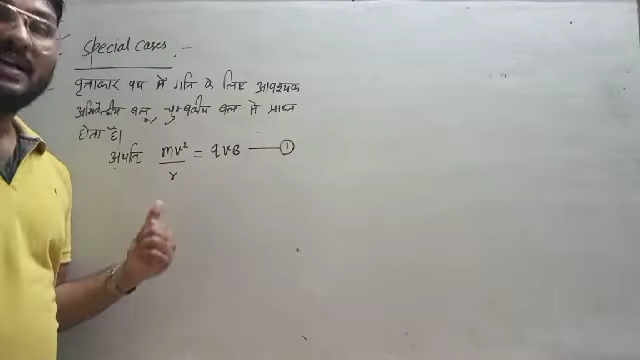 Special cases :-
वृत्ताकार पथ में गति के लिए आवश्यक
अभिकेन्द्रीय बल, चुम्बकीय बल से प्राप्त
होता है।
अर्थात् mv²/r = qvB —— ①